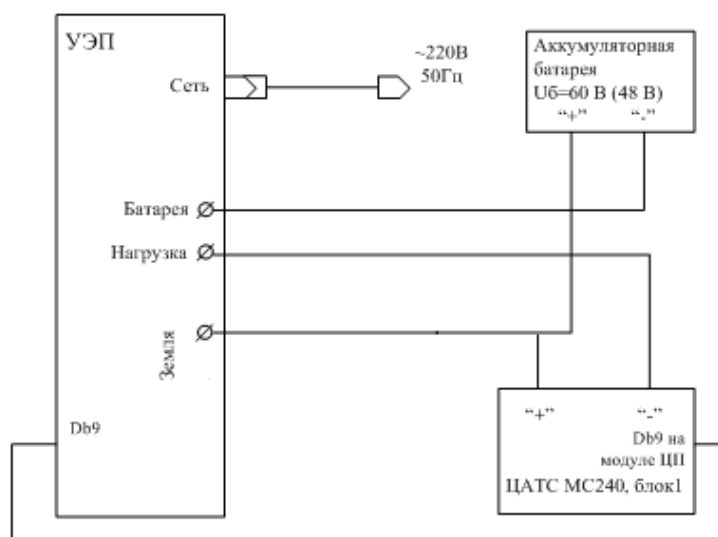 УЭП
Сеть
~220В
50Гц
Аккумуляторная
батарея
Uб=60 В (48 В)
“+” “-”
Батарея
Нагрузка
Земля
Db9
“+” “-”
Db9 на
модуле ЦП
ЦАТС МС240, блок1